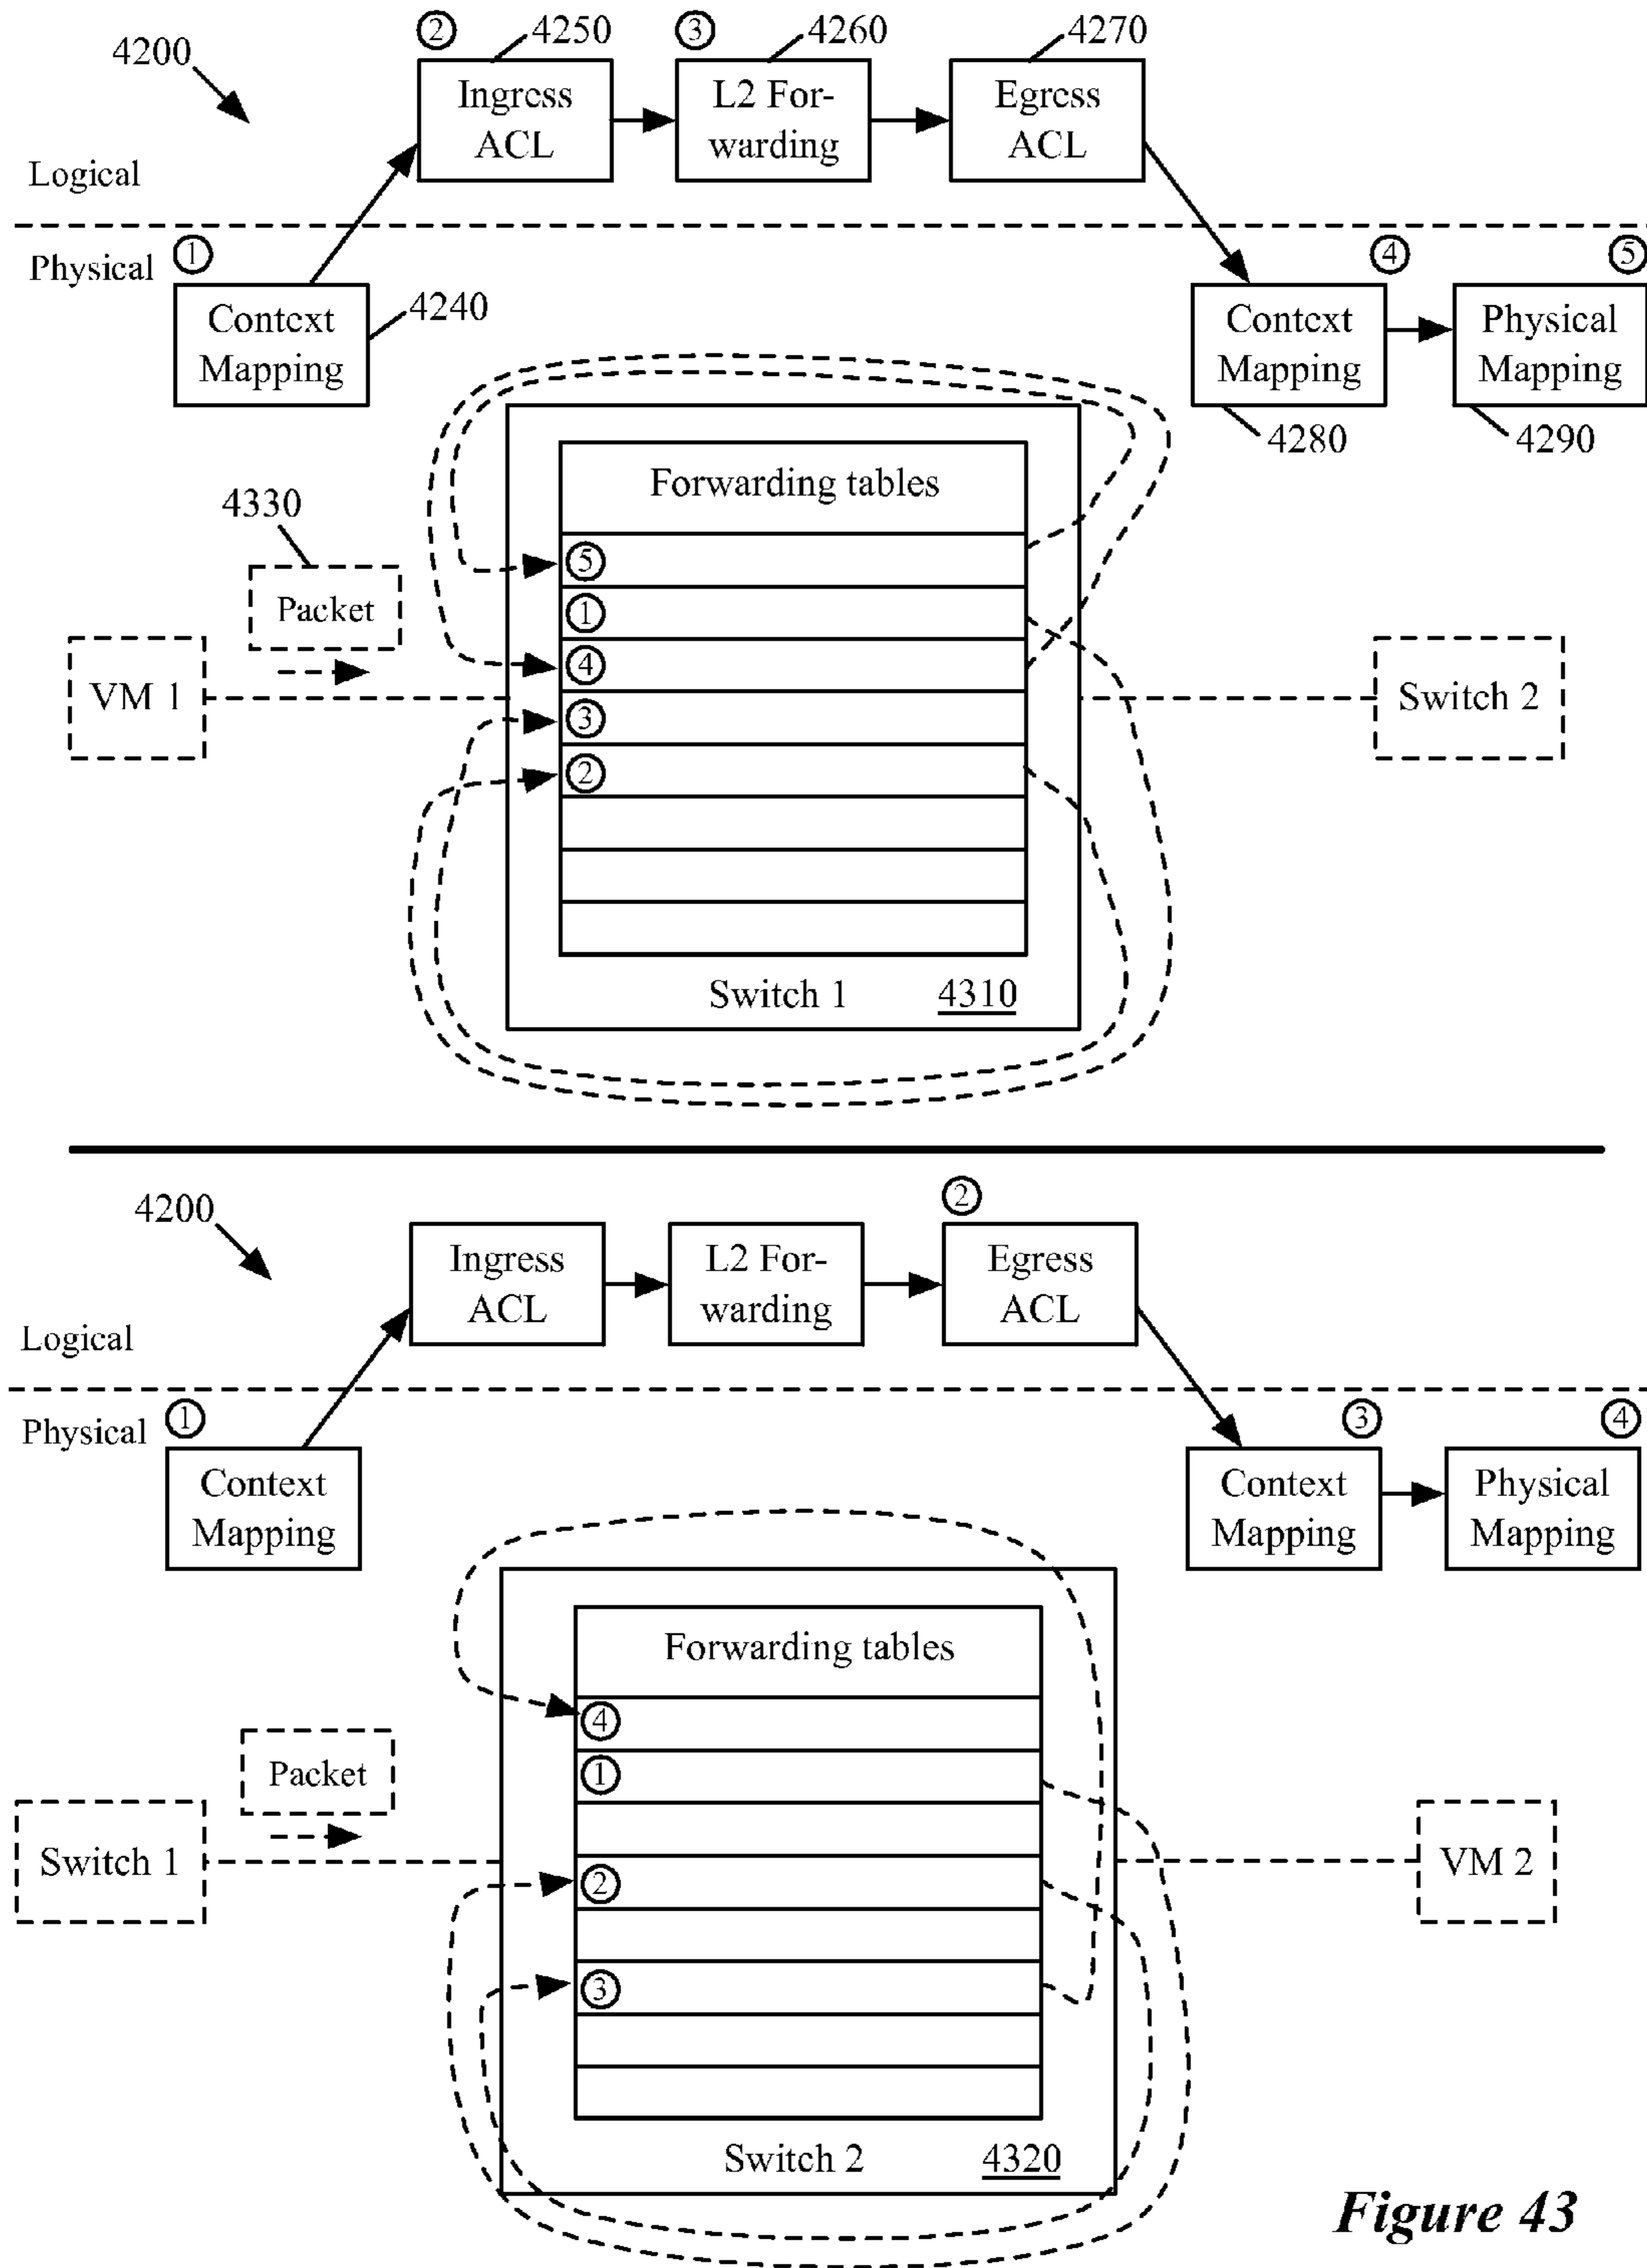 ② 4250 ③ 4260 4270
4200
Ingress
ACL
L2 For-
warding
Egress
ACL
Logical
Physical
①
④
⑤
Context
Mapping
4240
Context
Mapping
Physical
Mapping
4280
4290
Forwarding tables
4330
Packet
⑤
①
④
③
②
VM 1
Switch 2
Switch 1 4310
4200
②
Ingress
ACL
L2 For-
warding
Egress
ACL
Logical
Physical
①
③
④
Context
Mapping
Context
Mapping
Physical
Mapping
Forwarding tables
④
Packet
①
Switch 1
VM 2
②
③
Switch 2 4320
Figure 43